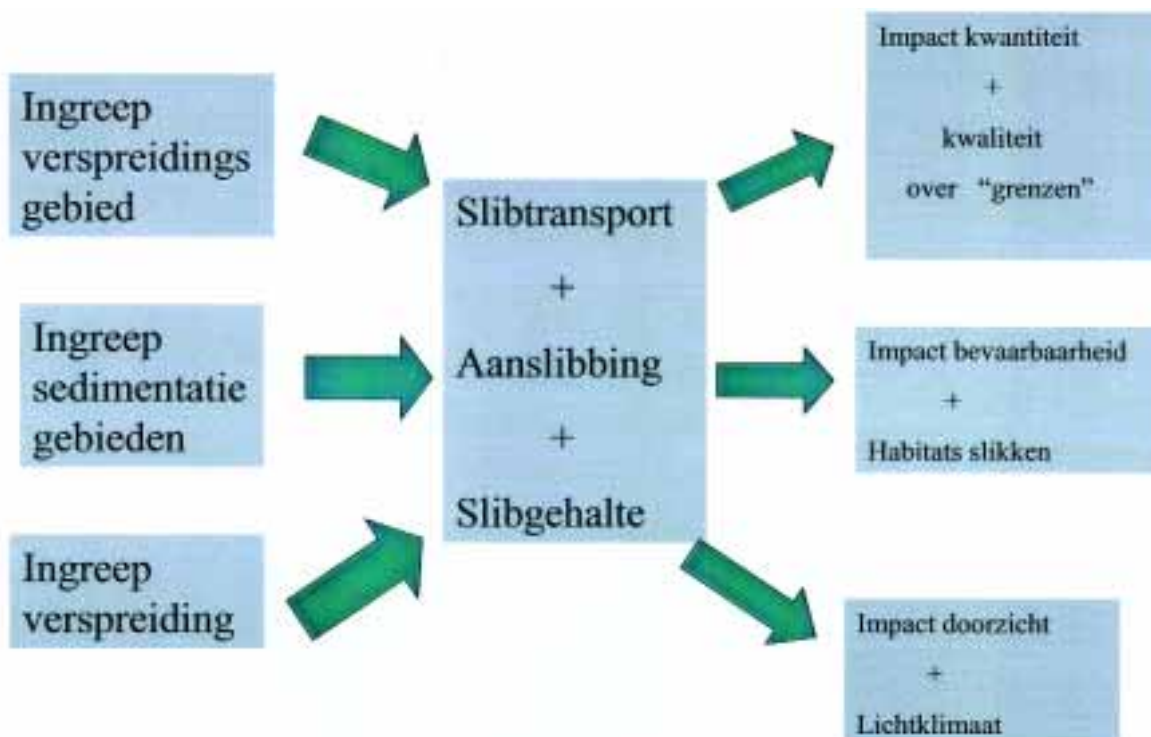 Ingreep
verspreidings
gebied
Ingreep
sedimentatie
gebieden
Ingreep
verspreiding
Slibtransport
+
Aanslibbing
+
Slibgehalte
Impact kwantiteit
+
kwaliteit
over “grenzen”
Impact bevaarbaarheid
+
Habitats slikken
Impact doorzicht
+
Lichtklimaat